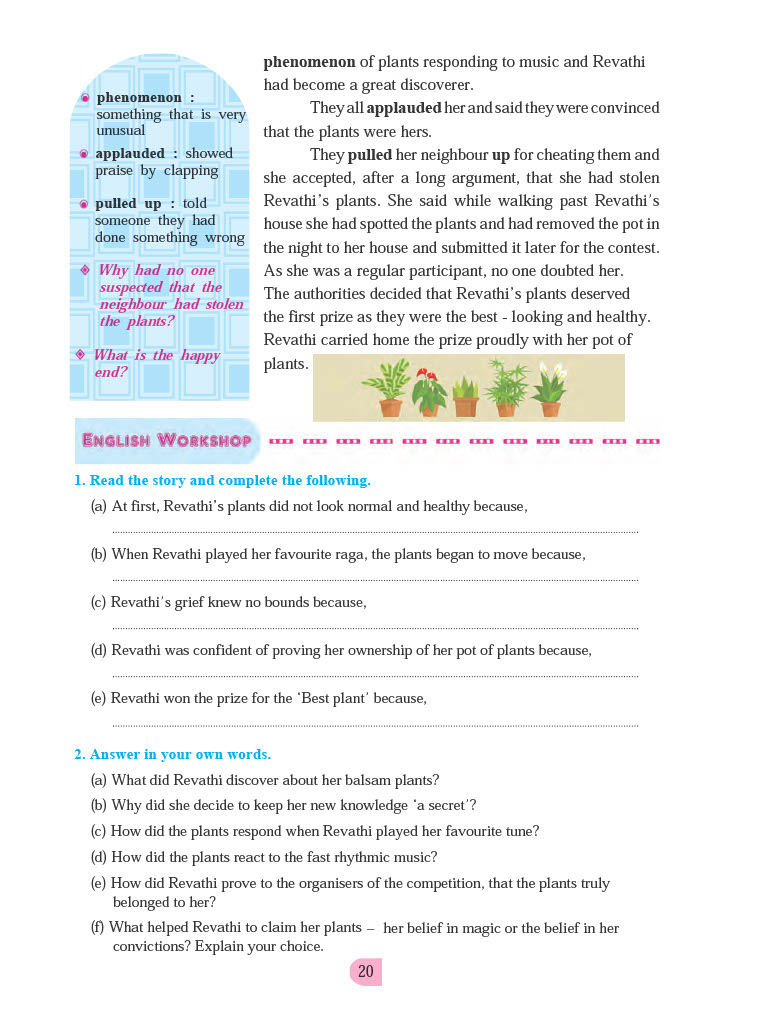 phenomenon :
something that is very
unusual
applauded : showed
praise by clapping
pulled up : told
someone they had
done something wrong
Why had no one
suspected that the
neighbour had stolen
the plants?
What is the happy
end?
phenomenon of plants responding to music and Revathi
had become a great discoverer.
They all applauded her and said they were convinced
that the plants were hers.
They pulled her neighbour up for cheating them and
she accepted, after a long argument, that she had stolen
Revathi's plants. She said while walking past Revathi's
house she had spotted the plants and had removed the pot in
the night to her house and submitted it later for the contest.
As she was a regular participant, no one doubted her.
The authorities decided that Revathi's plants deserved
the first prize as they were the best - looking and healthy.
Revathi carried home the prize proudly with her pot of
plants.
ENGLISH WORKSHOP
1. Read the story and complete the following.
(a) At first, Revathi's plants did not look normal and healthy because,
(b) When Revathi played her favourite raga, the plants began to move because,
(c) Revathi's grief knew no bounds because,
(d) Revathi was confident of proving her ownership of her pot of plants because,
(e) Revathi won the prize for the 'Best plant' because,
2. Answer in your own words.
(a) What did Revathi discover about her balsam plants?
(b) Why did she decide to keep her new knowledge 'a secret'?
(c) How did the plants respond when Revathi played her favourite tune?
(d) How did the plants react to the fast rhythmic music?
(e) How did Revathi prove to the organisers of the competition, that the plants truly
belonged to her?
(f) What helped Revathi to claim her plants – her belief in magic or the belief in her
convictions? Explain your choice.
20